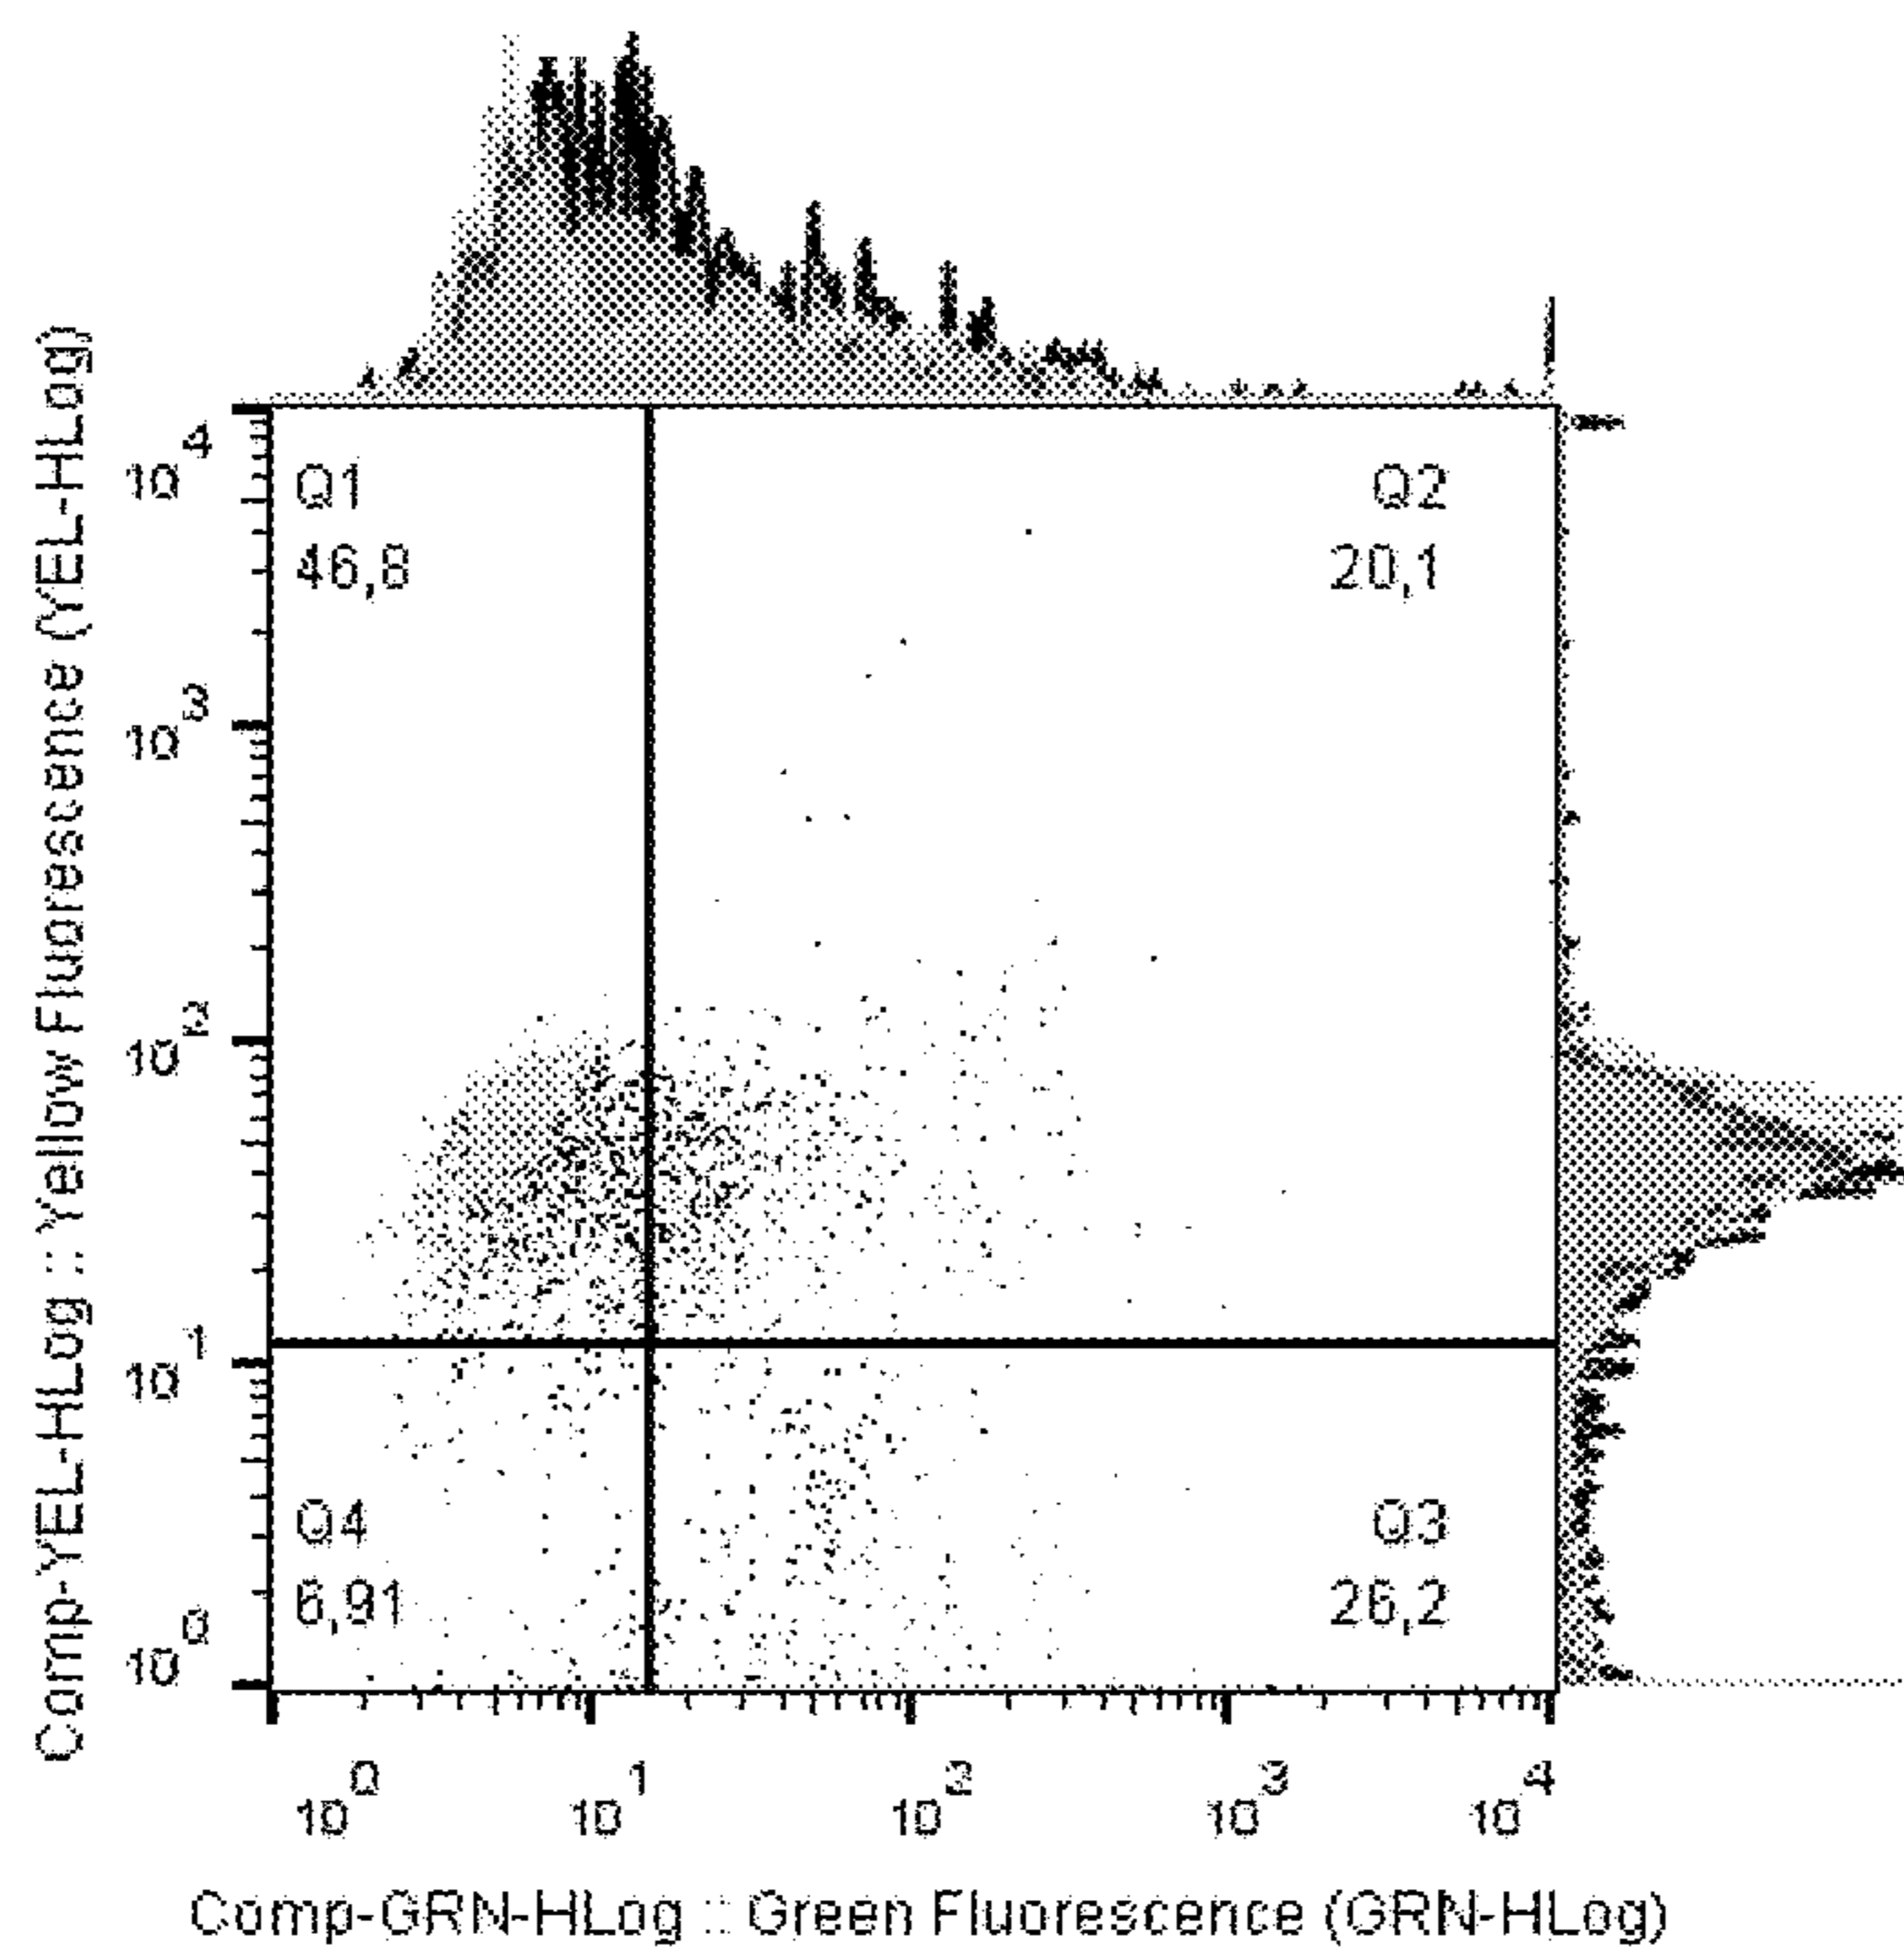 Comp-YEL-HLog :: Yellow Fluorescence (YEL-HLog)
10^4
10^3
10^2
10^1
10^0
Q1
46,8
Q2
20,1
Q4
6,91
Q3
26,2
10^0 10^1 10^2 10^3 10^4
Comp-GRN-HLog :: Green Fluorescence (GRN-HLog)